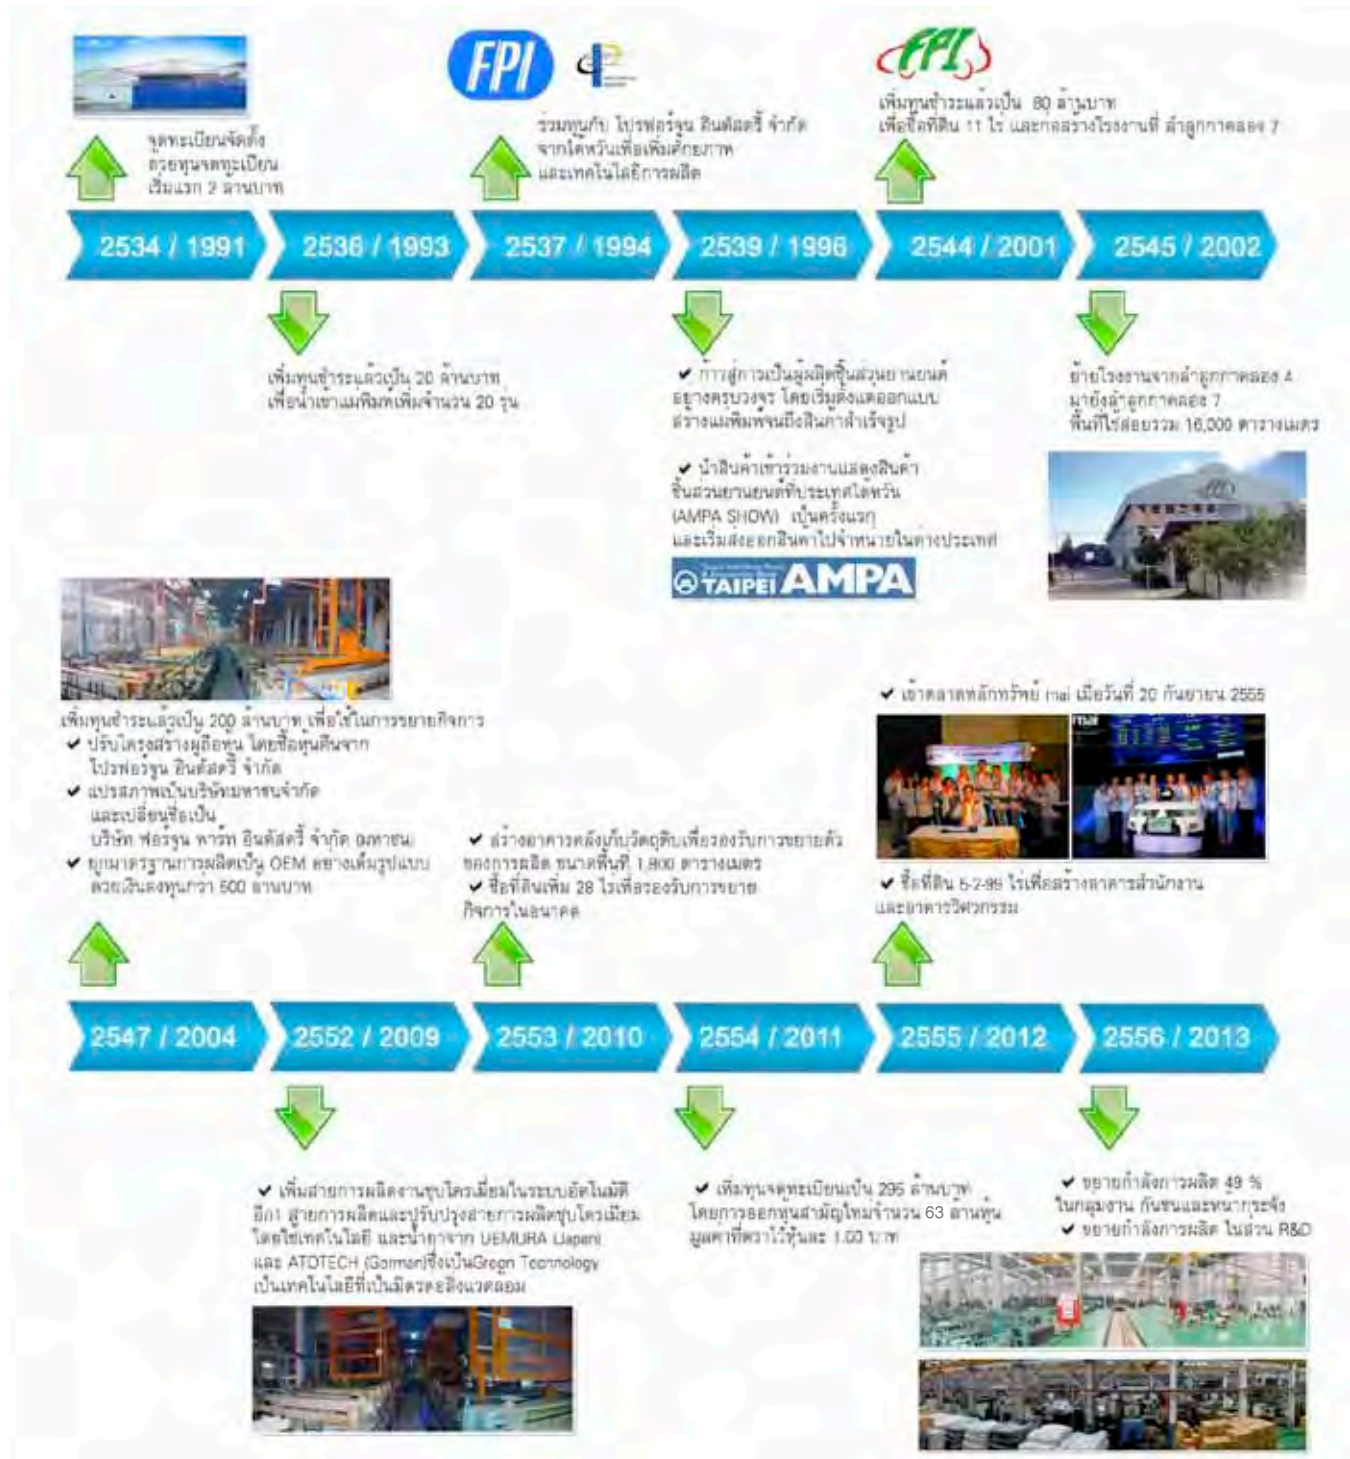 FPI
FPI
เพิ่มทุนชำระแล้วเป็น 80 ล้านบาท
เพื่อซื้อที่ดิน 11 ไร่ และก่อสร้างโรงงานที่ ลำลูกกาคลอง 7
จดทะเบียนจัดตั้ง
ด้วยทุนจดทะเบียน
เริ่มแรก 2 ล้านบาท
ร่วมทุนกับ โปรฟอร์จูน อินดัสตรี้ จำกัด
จากไต้หวันเพื่อเพิ่มศักยภาพ
และเทคโนโลยีการผลิต
2534 / 1991
2536 / 1993
2537 / 1994
2539 / 1996
2544 / 2001
2545 / 2002
เพิ่มทุนชำระแล้วเป็น 20 ล้านบาท
เพื่อนำเข้าแม่พิมพ์เพิ่มจำนวน 20 รุ่น
✔ ก้าวสู่การเป็นผู้ผลิตชิ้นส่วนยานยนต์
อย่างครบวงจร โดยเริ่มตั้งแต่ออกแบบ
สร้างแม่พิมพ์จนถึงสินค้าสำเร็จรูป
✔ นำสินค้าเข้าร่วมงานแสดงสินค้า
ชิ้นส่วนยานยนต์ที่ประเทศไต้หวัน
(AMPA SHOW) เป็นครั้งแรก
และเริ่มส่งออกสินค้าไปจำหน่ายในต่างประเทศ
TAIPEI AMPA
ย้ายโรงงานจากลำลูกกาคลอง 4
มายังลำลูกกาคลอง 7
พื้นที่ใช้สอยรวม 16,000 ตารางเมตร
เพิ่มทุนชำระแล้วเป็น 200 ล้านบาท เพื่อใช้ในการขยายกิจการ
✔ ปรับโครงสร้างผู้ถือหุ้น โดยซื้อหุ้นคืนจาก
โปรฟอร์จูน อินดัสตรี้ จำกัด
✔ แปรสภาพเป็นบริษัทมหาชนจำกัด
และเปลี่ยนชื่อเป็น
บริษัท ฟอร์จูน พาร์ท อินดัสตรี้ จำกัด (มหาชน)
✔ ยกมาตรฐานการผลิตเป็น OEM อย่างเต็มรูปแบบ
ด้วยเงินลงทุนกว่า 500 ล้านบาท
✔ สร้างอาคารคลังเก็บวัตถุดิบเพื่อรองรับการขยายตัว
ของการผลิต ขนาดพื้นที่ 1,800 ตารางเมตร
✔ ซื้อที่ดินเพิ่ม 28 ไร่เพื่อรองรับการขยาย
กิจการในอนาคต
✔ เข้าตลาดหลักทรัพย์ mai เมื่อวันที่ 20 กันยายน 2555
mai
✔ ซื้อที่ดิน 5-2-99 ไร่เพื่อสร้างอาคารสำนักงาน
และอาคารวิศวกรรม
2547 / 2004
2552 / 2009
2553 / 2010
2554 / 2011
2555 / 2012
2556 / 2013
✔ เพิ่มสายการผลิตงานชุบโครเมี่ยมในระบบอัตโนมัติ
อีก1 สายการผลิตและปรับปรุงสายการผลิตชุบโครเมี่ยม
โดยใช้เทคโนโลยี และน้ำยาจาก UEMURA (Japan)
และ ATOTECH (German)ซึ่งเป็นGreen Technology
เป็นเทคโนโลยีที่เป็นมิตรต่อสิ่งแวดล้อม
✔ เพิ่มทุนจดทะเบียนเป็น 295 ล้านบาท
โดยการออกหุ้นสามัญใหม่จำนวน 63 ล้านหุ้น
มูลค่าที่ตราไว้หุ้นละ 1.00 บาท
✔ ขยายกำลังการผลิต 49 %
ในกลุ่มงาน กันชนและหน้ากระจัง
✔ ขยายกำลังการผลิต ในส่วน R&D